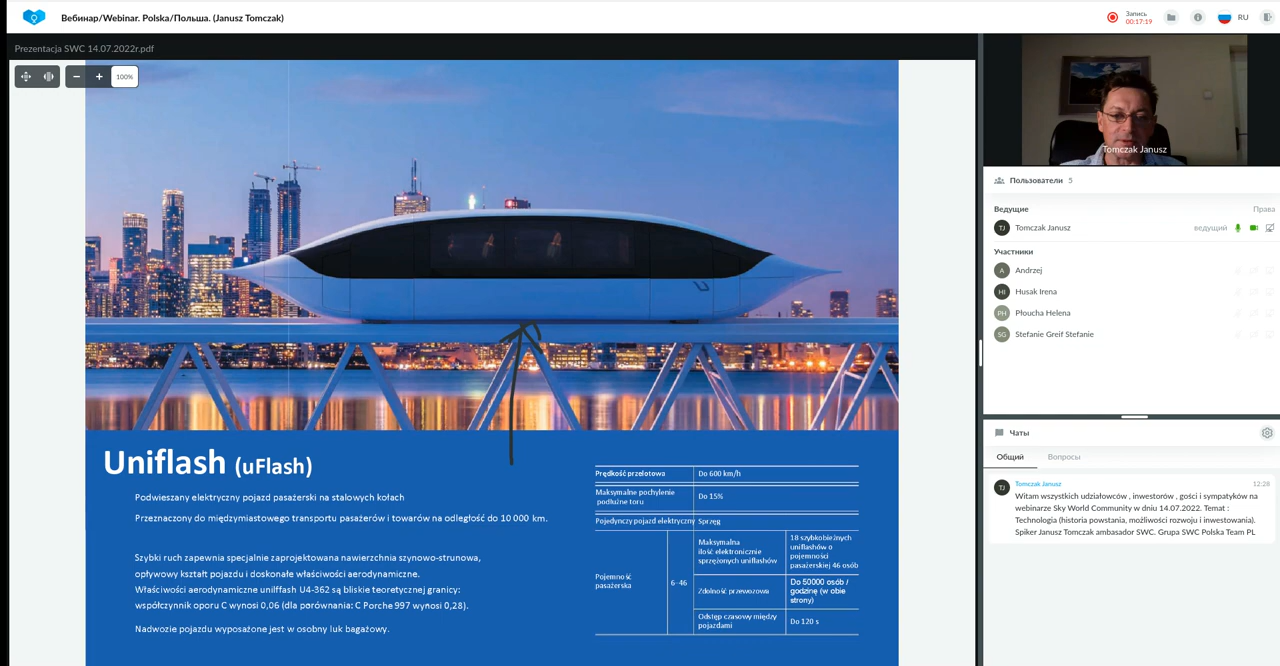 Вебинар/Webinar. Polska/Польша. (Janusz Tomczak)
Запись
00:17:19
RU
Prezentacja SWC 14.07.2022r.pdf
100%
Uniflash (uFlash)
Podwieszany elektryczny pojazd pasażerski na stalowych kołach
Przeznaczony do międzymiastowego transportu pasażerów i towarów na odległość do 10 000 km.
Szybki ruch zapewnia specjalnie zaprojektowana nawierzchnia szynowo-strunowa,
opływowy kształt pojazdu i doskonałe właściwości aerodynamiczne.
Właściwości aerodynamiczne unilffash U4-362 są bliskie teoretycznej granicy:
współczynnik oporu C wynosi 0,06 (dla porównania: C Porche 997 wynosi 0,28).
Nadwozie pojazdu wyposażone jest w osobny luk bagażowy.
Prędkość przelotowa
Do 600 km/h
Maksymalne pochylenie
podłużne toru
Do 15%
Pojedynczy pojazd elektryczny
Sprzęg
Pojemność
pasażerska
6-46
Maksymalna
ilość elektronicznie
sprzężonych uniflashów
18 szybkobieżnych
uniflashów o
pojemności
pasażerskiej 46 osób
Zdolność przewozowa
Do 50000 osób /
godzinę (w obie
strony)
Odstęp czasowy między
pojazdami
Do 120 s
Tomczak Janusz
Пользователи 5
Ведущие
Права
TJ
Tomczak Janusz
ведущий
Участники
A
Andrzej
HI
Husak Irena
PH
Płoucha Helena
SG
Stefanie Greif Stefanie
Чаты
Общий
Вопросы
TJ
Tomczak Janusz
12:28
Witam wszystkich udziałowców , inwestorów , gości i sympatyków na
webinarze Sky World Community w dniu 14.07.2022. Temat :
Technologia (historia powstania, możliwości rozwoju i inwestowania).
Spiker Janusz Tomczak ambasador SWC. Grupa SWC Polska Team PL